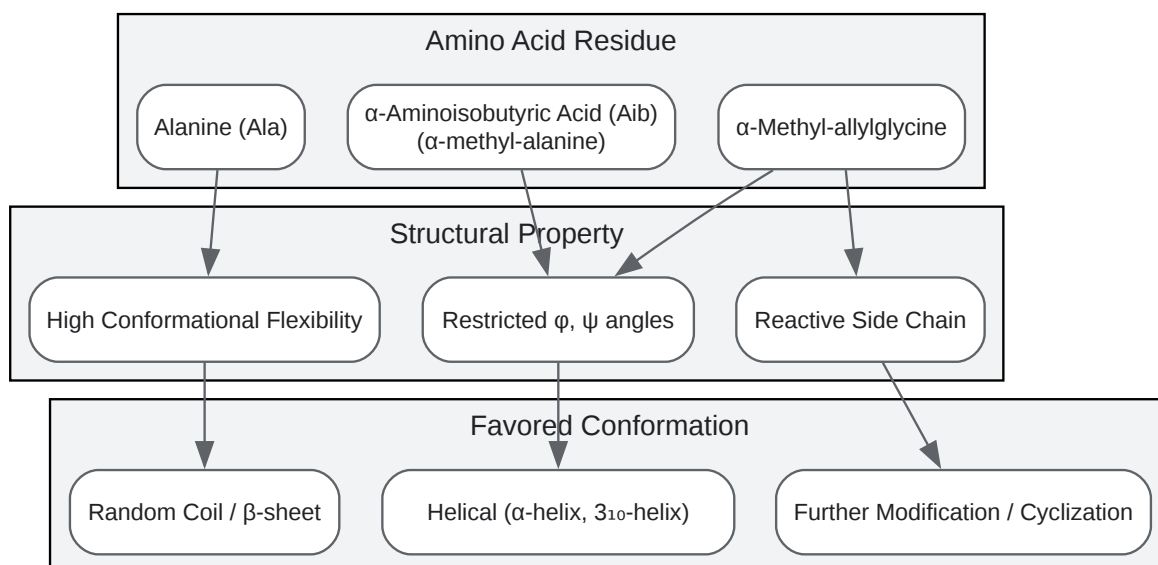 Amino Acid Residue
Alanine (Ala)
α-Aminoisobutyric Acid (Aib)
(α-methyl-alanine)
α-Methyl-allylglycine
Structural Property
High Conformational Flexibility
Restricted φ, ψ angles
Reactive Side Chain
Favored Conformation
Random Coil / β-sheet
Helical (α-helix, 3₁₀-helix)
Further Modification / Cyclization